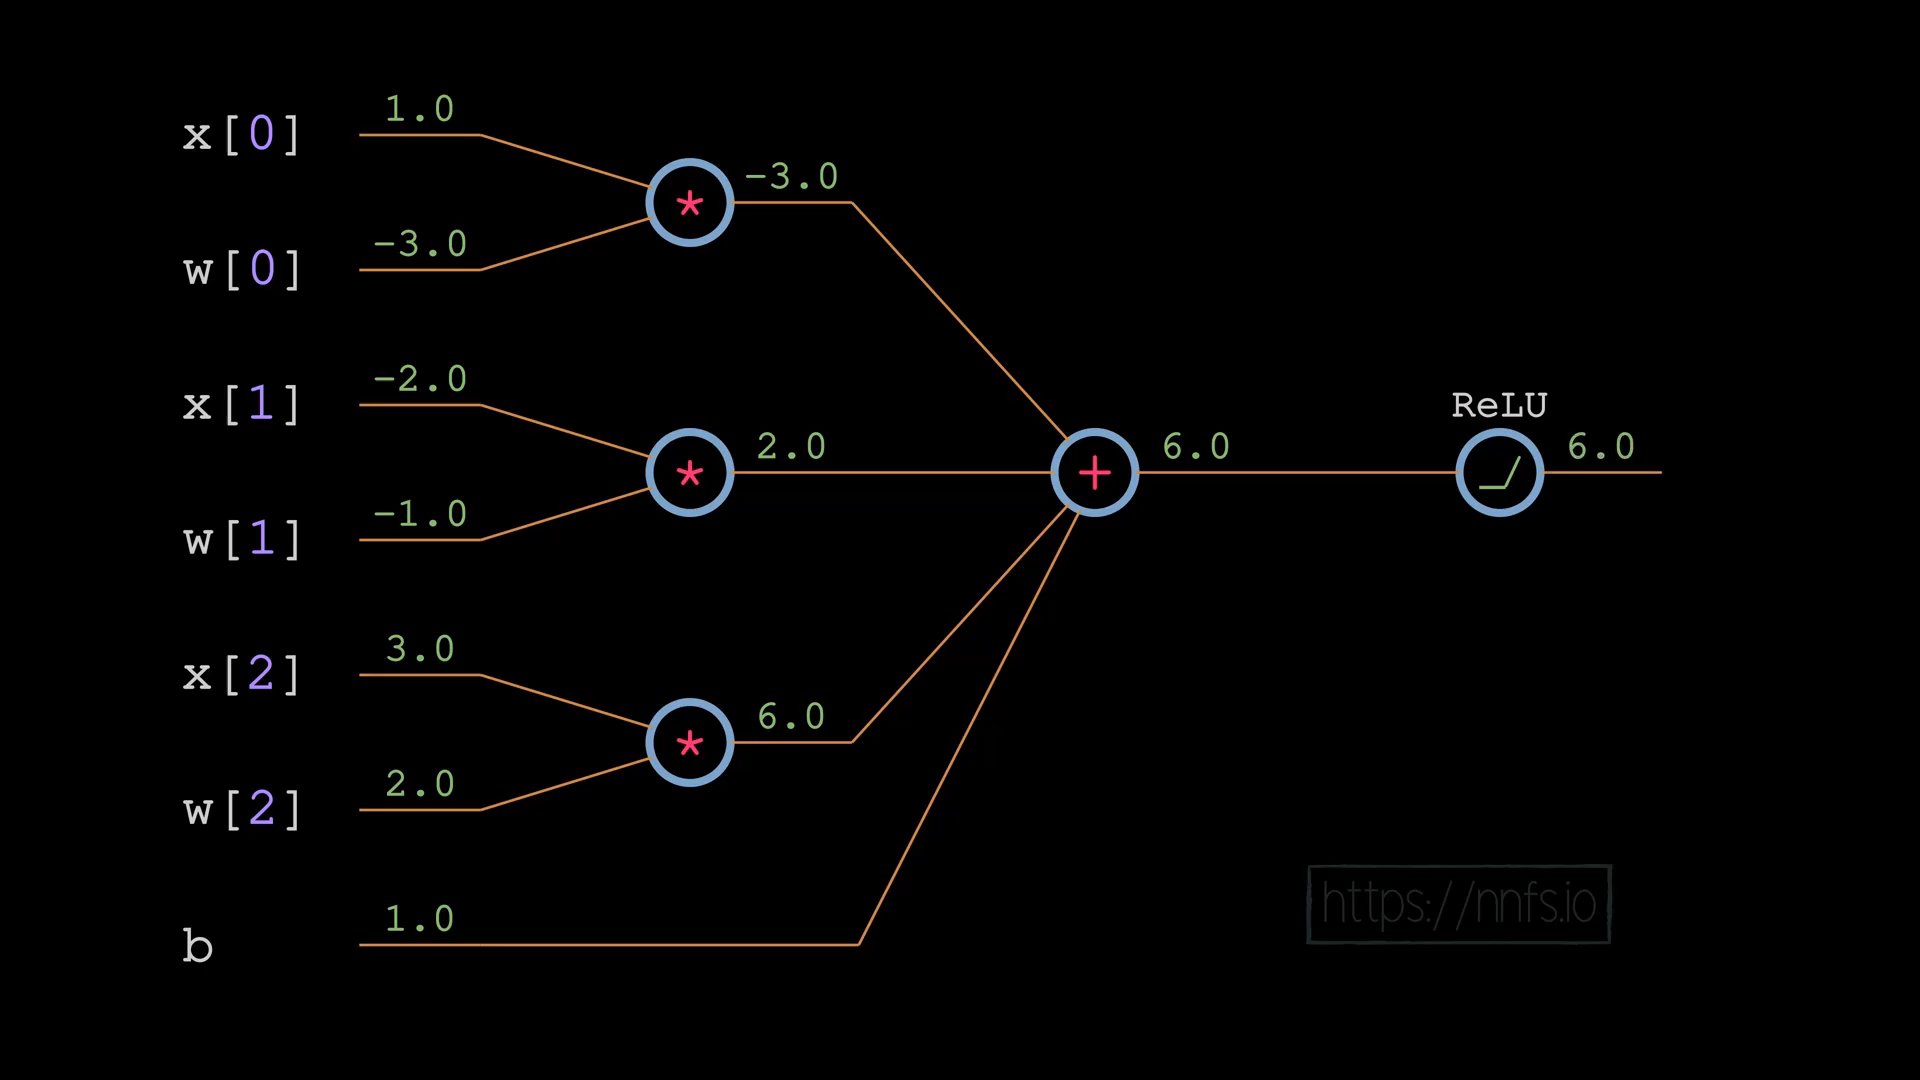 x[0] 1.0
-3.0
w[0] -3.0
x[1] -2.0
2.0
w[1] -1.0
x[2] 3.0
6.0
w[2] 2.0
b 1.0
*
*
*
+
6.0
ReLU
6.0
https://nnfs.io